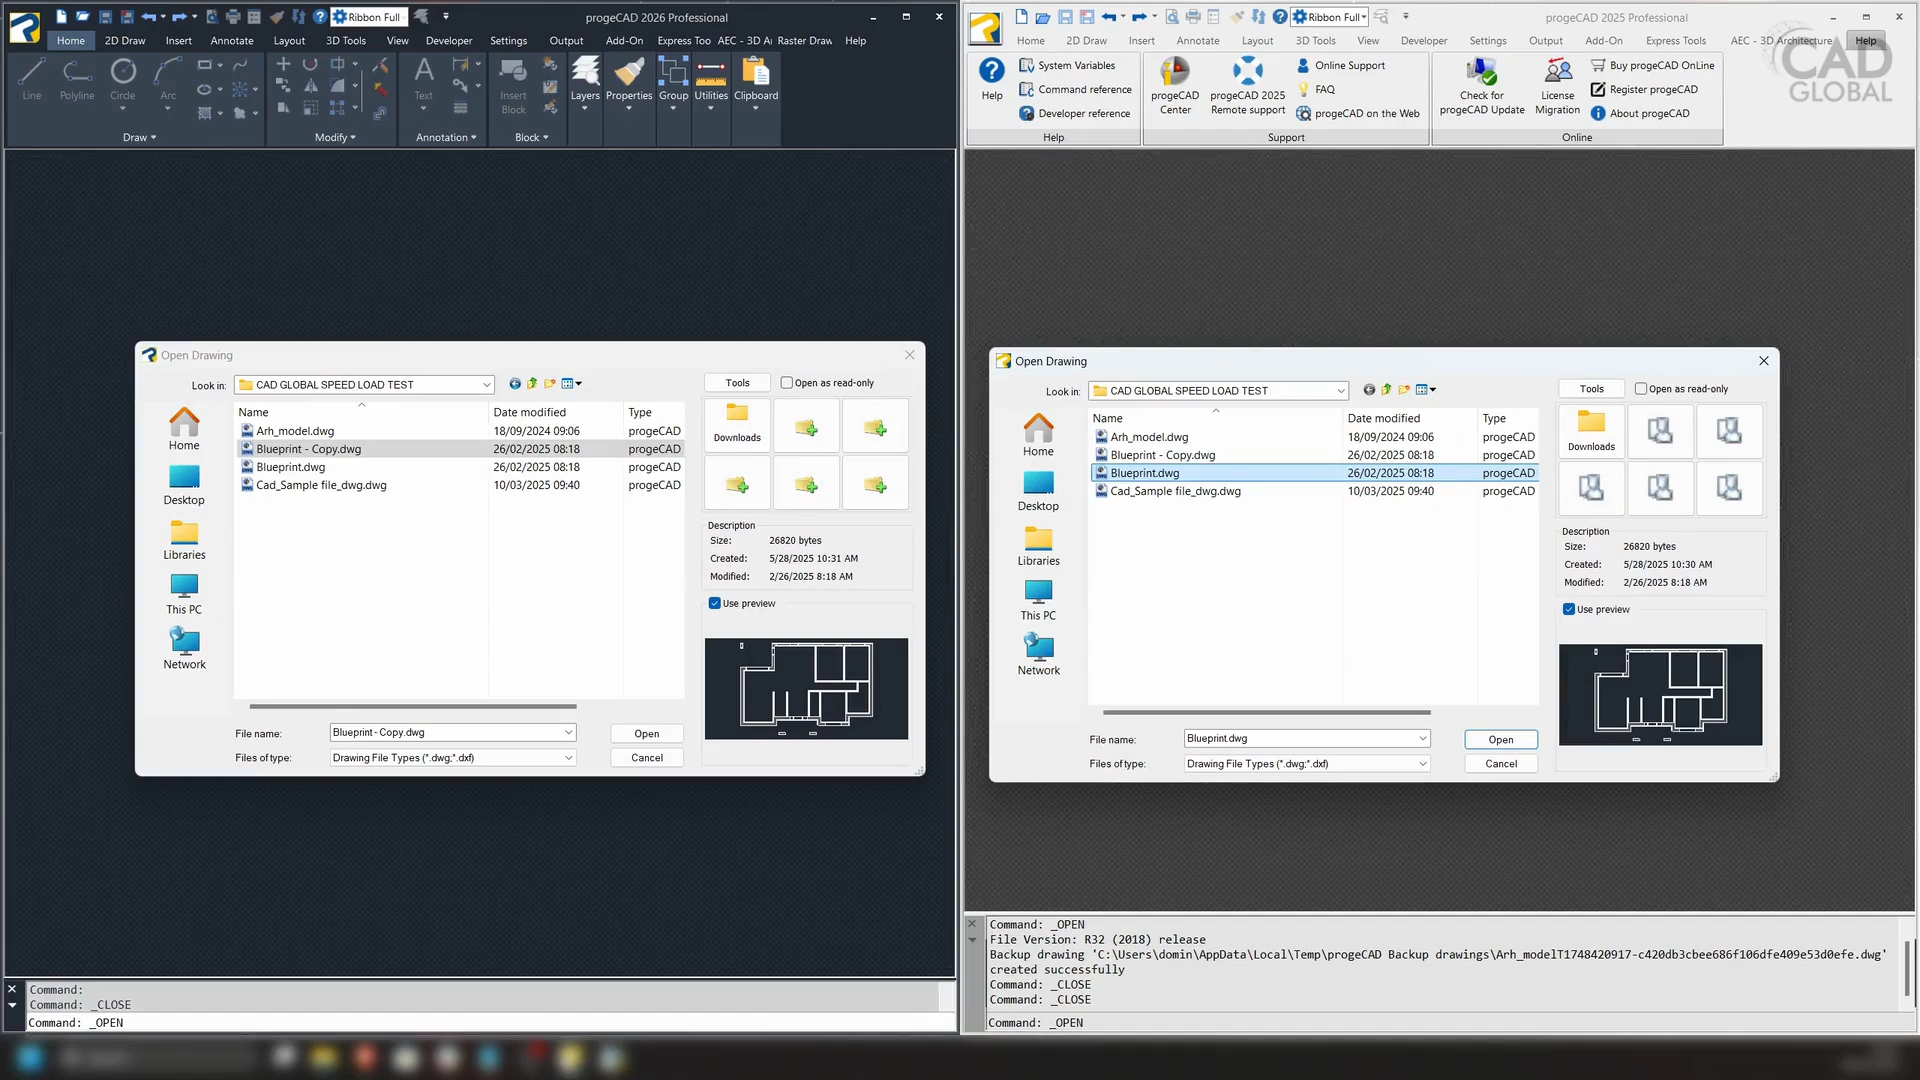 Ribbon Full
progeCAD 2026 Professional
Home
2D Draw
Insert
Annotate
Layout
3D Tools
View
Developer
Settings
Output
Add-On
Express Too
AEC - 3D Ai
Raster Draw
Help
Line
Polyline
Circle
Arc
Text
Insert
Block
Layers
Properties
Group
Utilities
Clipboard
Draw
Modify
Annotation
Block
Open Drawing
Look in:
CAD GLOBAL SPEED LOAD TEST
Tools
Open as read-only
Name
Date modified
Type
Arh_model.dwg
18/09/2024 09:06
progeCAD
Blueprint - Copy.dwg
26/02/2025 08:18
progeCAD
Blueprint.dwg
26/02/2025 08:18
progeCAD
Cad_Sample file_dwg.dwg
10/03/2025 09:40
progeCAD
Home
Desktop
Libraries
This PC
Network
Downloads
Description
Size:
26820 bytes
Created:
5/28/2025 10:31 AM
Modified:
2/26/2025 8:18 AM
Use preview
File name:
Blueprint - Copy.dwg
Open
Files of type:
Drawing File Types (*.dwg;*.dxf)
Cancel
Command:
Command: _CLOSE
Command: _OPEN
Ribbon Full
progeCAD 2025 Professional
Home
2D Draw
Insert
Annotate
Layout
3D Tools
View
Developer
Settings
Output
Add-On
Express Tools
AEC - 3D Architecture
Help
CAD
GLOBAL
Help
System Variables
Command reference
Developer reference
Help
progeCAD
Center
progeCAD 2025
Remote support
Online Support
FAQ
progeCAD on the Web
Support
Check for
progeCAD Update
License
Migration
Buy progeCAD OnLine
Register progeCAD
About progeCAD
Online
Open Drawing
Look in:
CAD GLOBAL SPEED LOAD TEST
Tools
Open as read-only
Name
Date modified
Type
Arh_model.dwg
18/09/2024 09:06
progeCAD
Blueprint - Copy.dwg
26/02/2025 08:18
progeCAD
Blueprint.dwg
26/02/2025 08:18
progeCAD
Cad_Sample file_dwg.dwg
10/03/2025 09:40
progeCAD
Home
Desktop
Libraries
This PC
Network
Downloads
Description
Size:
26820 bytes
Created:
5/28/2025 10:30 AM
Modified:
2/26/2025 8:18 AM
Use preview
File name:
Blueprint.dwg
Open
Files of type:
Drawing File Types (*.dwg;*.dxf)
Cancel
Command: _OPEN
File Version: R32 (2018) release
Backup drawing 'C:\Users\domin\AppData\Local\Temp\progeCAD Backup drawings\Arh_modelT1748420917-c420db3cbee686f106dfe409e53d0efe.dwg'
created successfully
Command: _CLOSE
Command: _CLOSE
Command: _OPEN